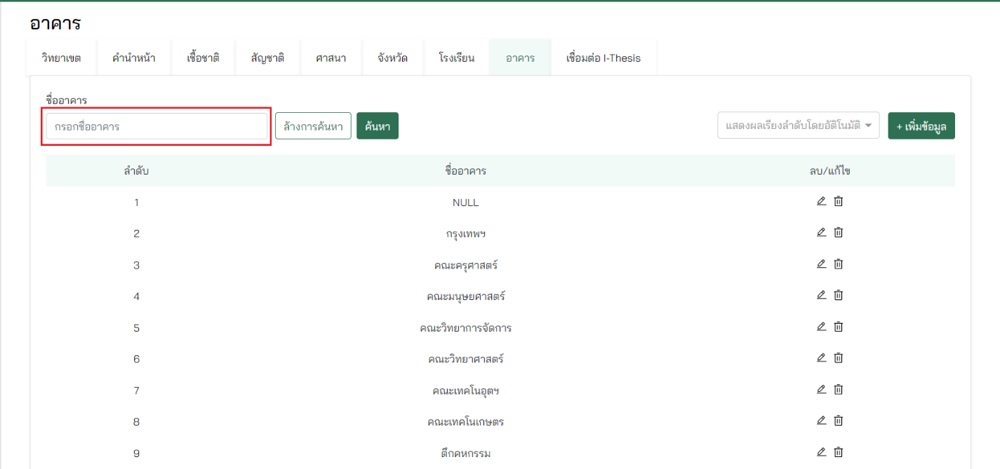 อาคาร
วิทยาเขต คำนำหน้า เชื้อชาติ สัญชาติ ศาสนา จังหวัด โรงเรียน อาคาร เชื่อมต่อ I-Thesis
ชื่ออาคาร
กรอกชื่ออาคาร ล้างการค้นหา ค้นหา แสดงผลเรียงลำดับโดยอัติโนมัติ + เพิ่มข้อมูล
ลำดับ ชื่ออาคาร ลบ/แก้ไข
1 NULL
2 กรุงเทพฯ
3 คณะครุศาสตร์
4 คณะมนุษยศาสตร์
5 คณะวิทยาการจัดการ
6 คณะวิทยาศาสตร์
7 คณะเทคโนอุตฯ
8 คณะเทคโนเกษตร
9 ตึกคหกรรม